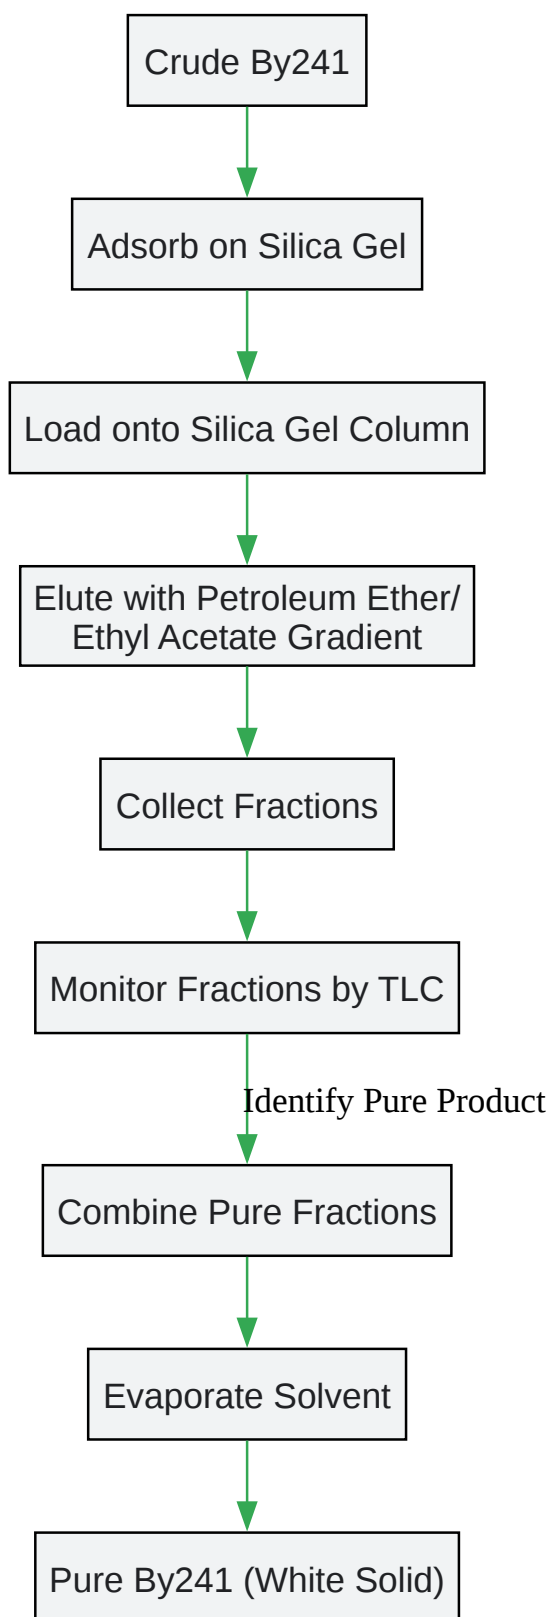 Crude By241
Adsorb on Silica Gel
Load onto Silica Gel Column
Elute with Petroleum Ether/
Ethyl Acetate Gradient
Collect Fractions
Monitor Fractions by TLC
Identify Pure Product
Combine Pure Fractions
Evaporate Solvent
Pure By241 (White Solid)